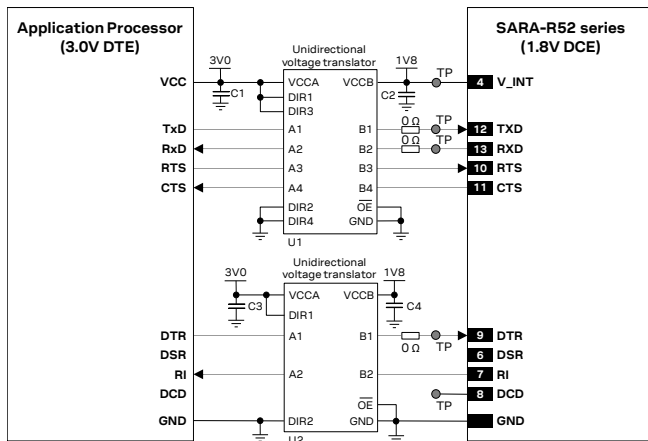 Application Processor
(3.0V DTE)
SARA-R52 series
(1.8V DCE)
Unidirectional
voltage translator
3V0
1V8
TP
VCC
VCCA
VCCB
4
V_INT
C1
DIR1
C2
DIR3
0 Ω
TP
TxD
A1
B1
12
TXD
0 Ω
TP
RxD
A2
B2
13
RXD
RTS
A3
B3
10
RTS
CTS
A4
B4
11
CTS
DIR2
OE
DIR4
GND
U1
Unidirectional
voltage translator
3V0
1V8
VCCA
VCCB
C3
DIR1
C4
DTR
A1
B1
9
DTR
0 Ω
TP
DSR
6
DSR
RI
A2
B2
7
RI
DCD
8
DCD
TP
OE
GND
DIR2
GND
GND
U2